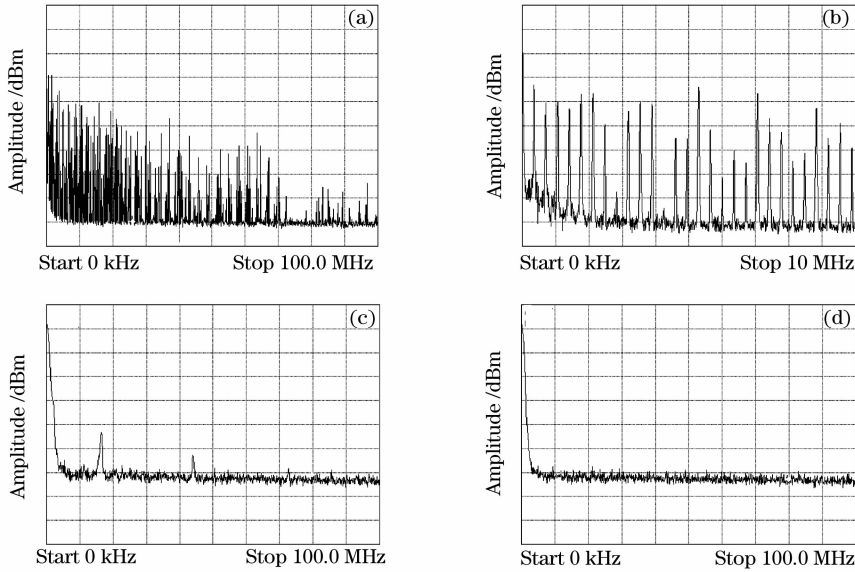 (a)
Amplitude /dBm
Start 0 kHz Stop 100.0 MHz
(b)
Amplitude /dBm
Start 0 kHz Stop 10 MHz
(c)
Amplitude /dBm
Start 0 kHz Stop 100.0 MHz
(d)
Amplitude /dBm
Start 0 kHz Stop 100.0 MHz